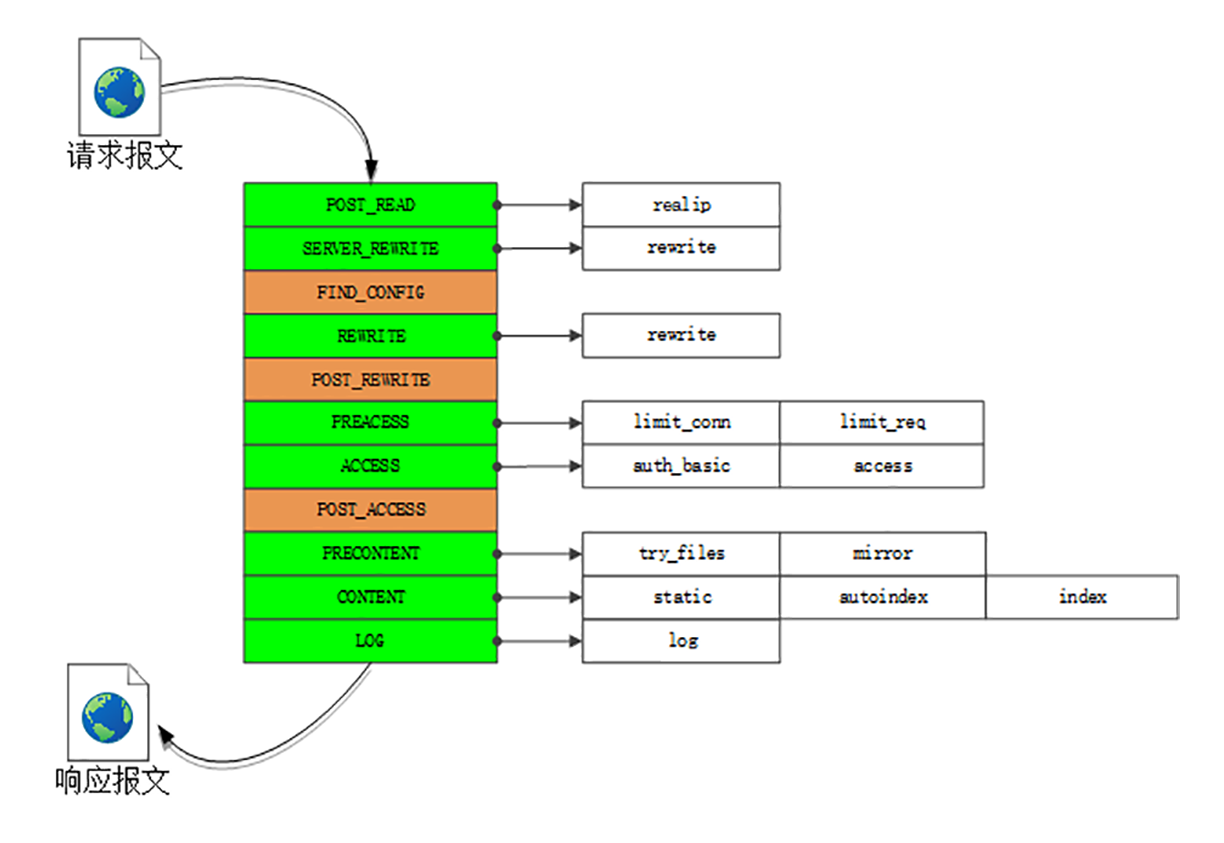 请求报文
POST_READ realip
SERVER_REWRITE rewrite
FIND_CONFIG
REWRITE rewrite
POST_REWRITE
PREACESS limit_conn limit_req
ACCESS auth_basic access
POST_ACCESS
PRECONTENT try_files mirror
CONTENT static autoindex index
LOG log
响应报文